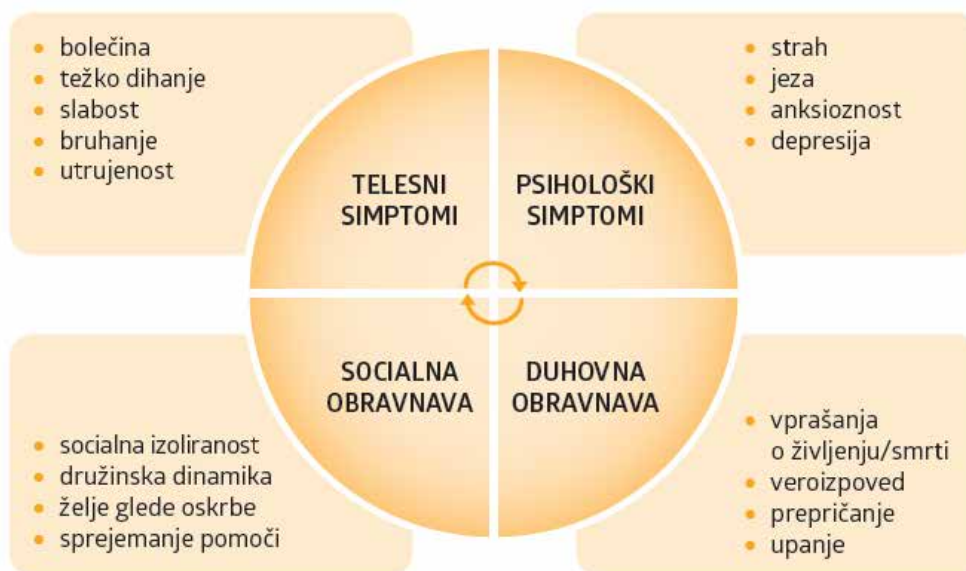 • bolečina
• težko dihanje
• slabost
• bruhanje
• utrujenost
• strah
• jeza
• anksioznost
• depresija
TELESNI
SIMPTOMI
PSIHOLOŠKI
SIMPTOMI
SOCIALNA
OBRAVNAVA
DUHOVNA
OBRAVNAVA
• socialna izoliranost
• družinska dinamika
• želje glede oskrbe
• sprejemanje pomoči
• vprašanja
o življenju/smrti
• veroizpoved
• prepričanje
• upanje